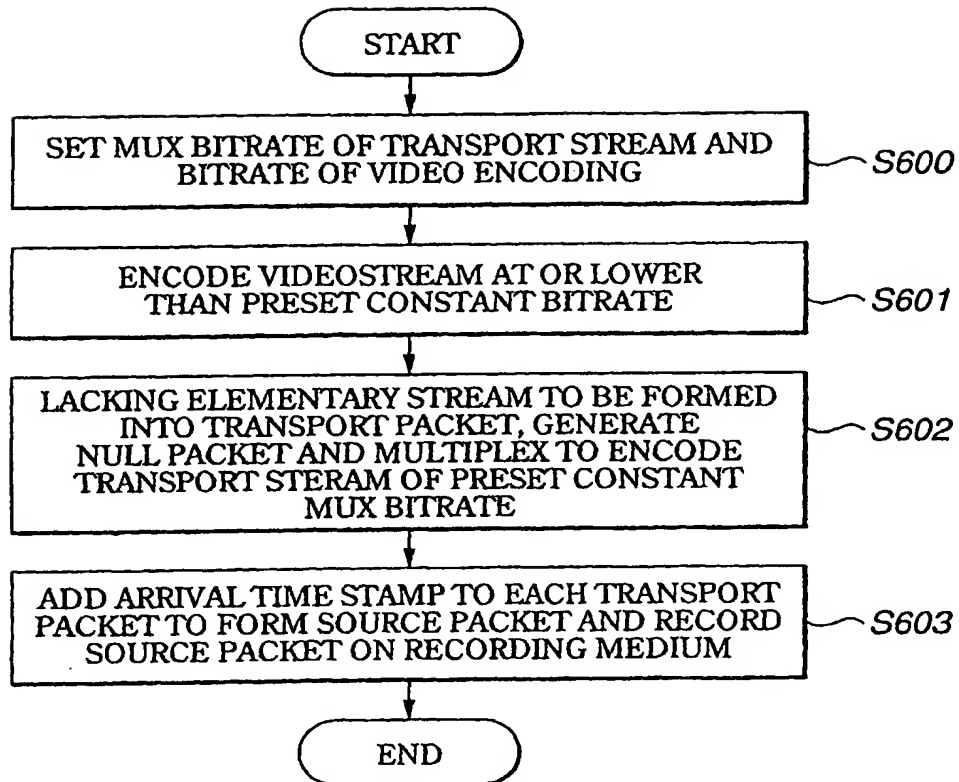 START
SET MUX BITRATE OF TRANSPORT STREAM AND
BITRATE OF VIDEO ENCODING
S600
ENCODE VIDEOSTREAM AT OR LOWER
THAN PRESET CONSTANT BITRATE
S601
LACKING ELEMENTARY STREAM TO BE FORMED
INTO TRANSPORT PACKET, GENERATE
NULL PACKET AND MULTIPLEX TO ENCODE
TRANSPORT STERAM OF PRESET CONSTANT
MUX BITRATE
S602
ADD ARRIVAL TIME STAMP TO EACH TRANSPORT
PACKET TO FORM SOURCE PACKET AND RECORD
SOURCE PACKET ON RECORDING MEDIUM
S603
END